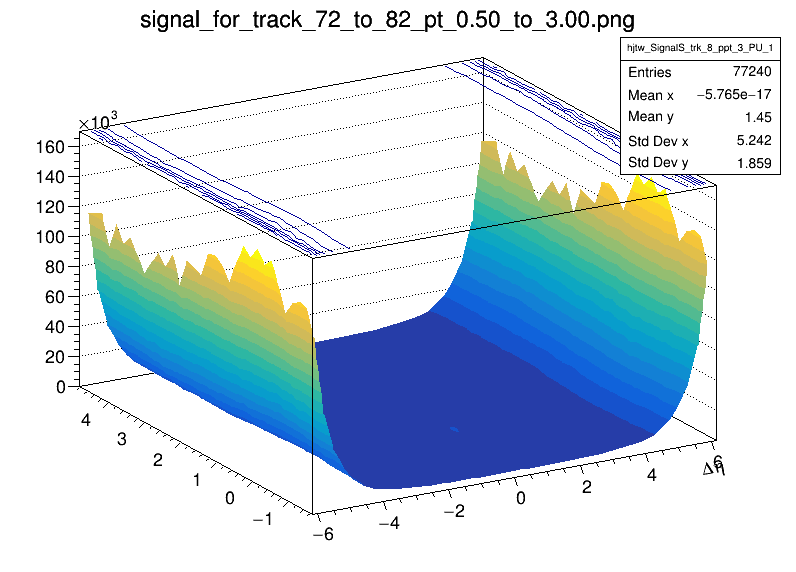 signal_for_track_72_to_82_pt_0.50_to_3.00.png
hjtw_SignalS_trk_8_ppt_3_PU_1
Entries 77240
Mean x −5.765e−17
Mean y 1.45
Std Dev x 5.242
Std Dev y 1.859
×10³
160
140
120
100
80
60
40
20
0
4
3
2
1
0
−1
−6
−4
−2
0
2
4
6
Δη